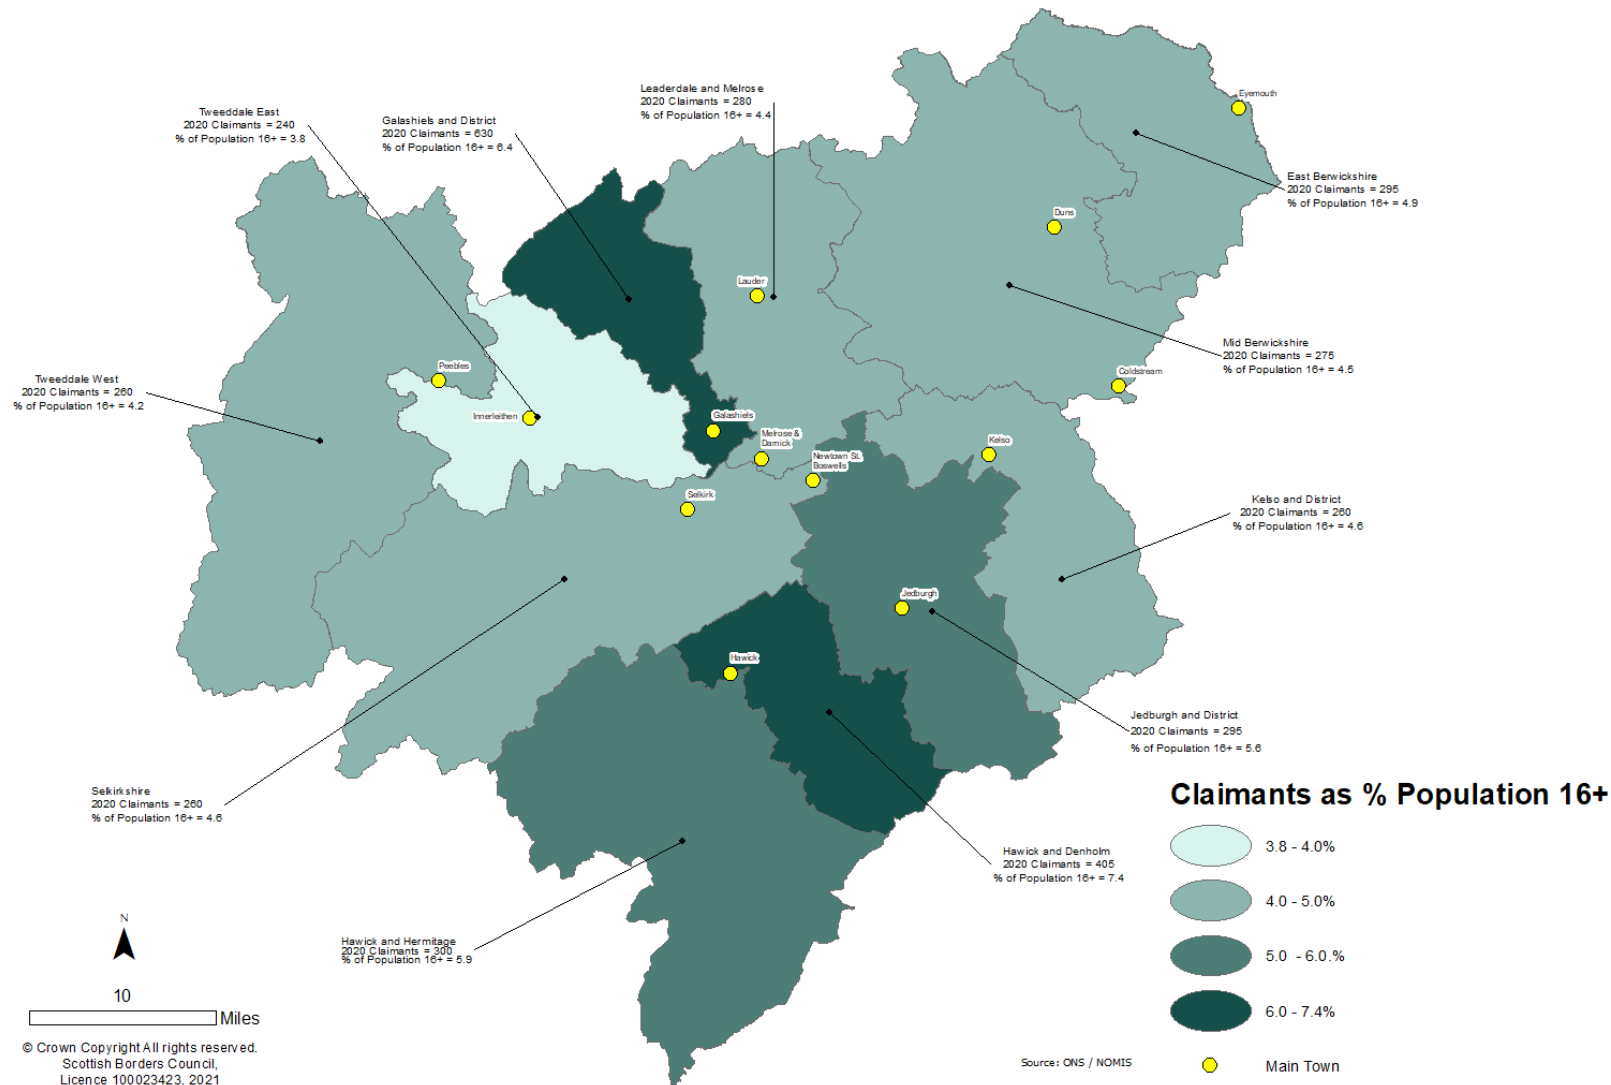 Tweeddale East
2020 Claimants = 240
% of Population 16+ = 3.8
Galashiels and District
2020 Claimants = 630
% of Population 16+ = 6.4
Leaderdale and Melrose
2020 Claimants = 280
% of Population 16+ = 4.4
Eyemouth
East Berwickshire
2020 Claimants = 295
% of Population 16+ = 4.9
Duns
Lauder
Mid Berwickshire
2020 Claimants = 275
% of Population 16+ = 4.5
Coldstream
Peebles
Tweeddale West
2020 Claimants = 260
% of Population 16+ = 4.2
Innerleithen
Galashiels
Melrose &
Darnick
Newtown St.
Boswells
Kelso
Selkirk
Kelso and District
2020 Claimants = 260
% of Population 16+ = 4.6
Jedburgh
Hawick
Jedburgh and District
2020 Claimants = 295
% of Population 16+ = 5.6
Selkirkshire
2020 Claimants = 260
% of Population 16+ = 4.6
Hawick and Denholm
2020 Claimants = 405
% of Population 16+ = 7.4
Hawick and Hermitage
2020 Claimants = 300
% of Population 16+ = 5.9
Claimants as % Population 16+
3.8 - 4.0%
4.0 - 5.0%
5.0 - 6.0.%
6.0 - 7.4%
Main Town
Source: ONS / NOMIS
N
10
Miles
© Crown Copyright All rights reserved.
Scottish Borders Council,
Licence 100023423, 2021